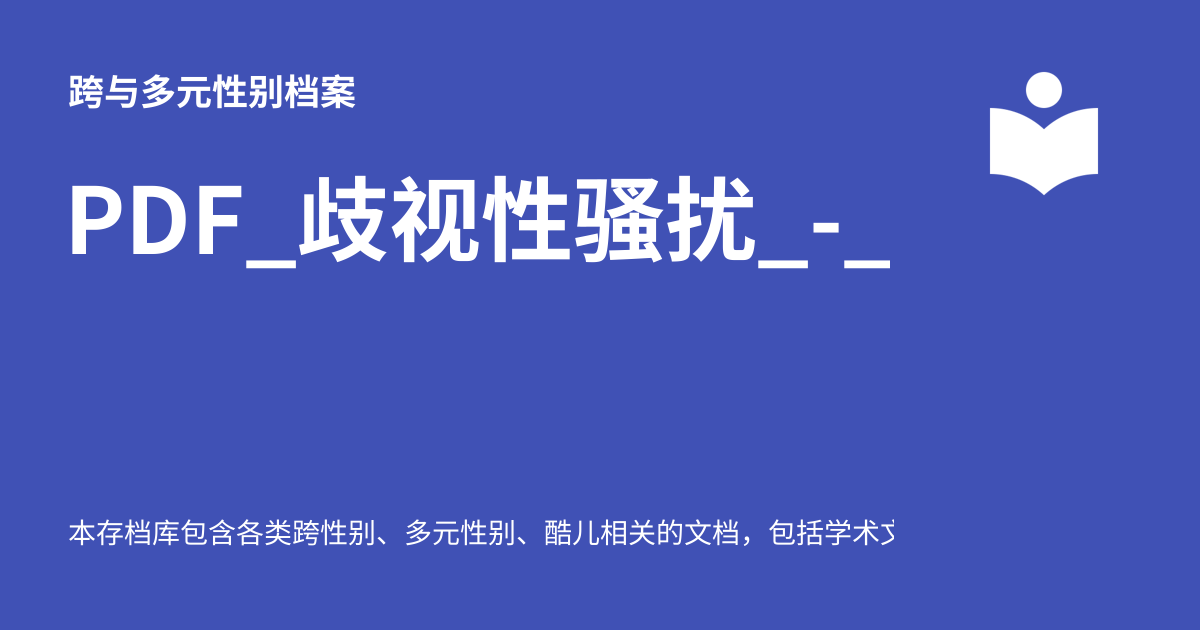 跨与多元性别档案
PDF_歧视性骚扰_-_
本存档库包含各类跨性别、多元性别、酷儿相关的文档，包括学术